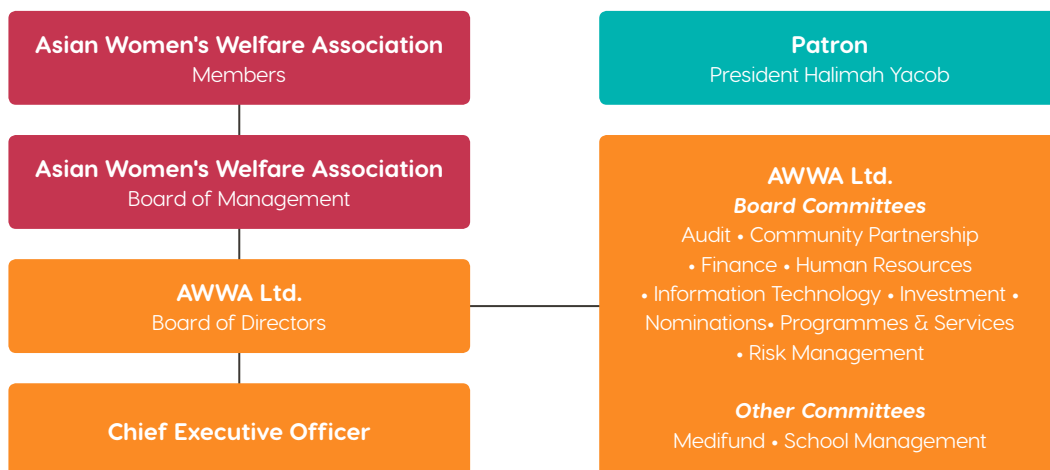 Asian Women's Welfare Association
Members
Patron
President Halimah Yacob
Asian Women's Welfare Association
Board of Management
AWWA Ltd.
Board of Directors
Chief Executive Officer
AWWA Ltd.
Board Committees
Audit • Community Partnership
• Finance • Human Resources
• Information Technology • Investment •
Nominations• Programmes & Services
• Risk Management
Other Committees
Medifund • School Management